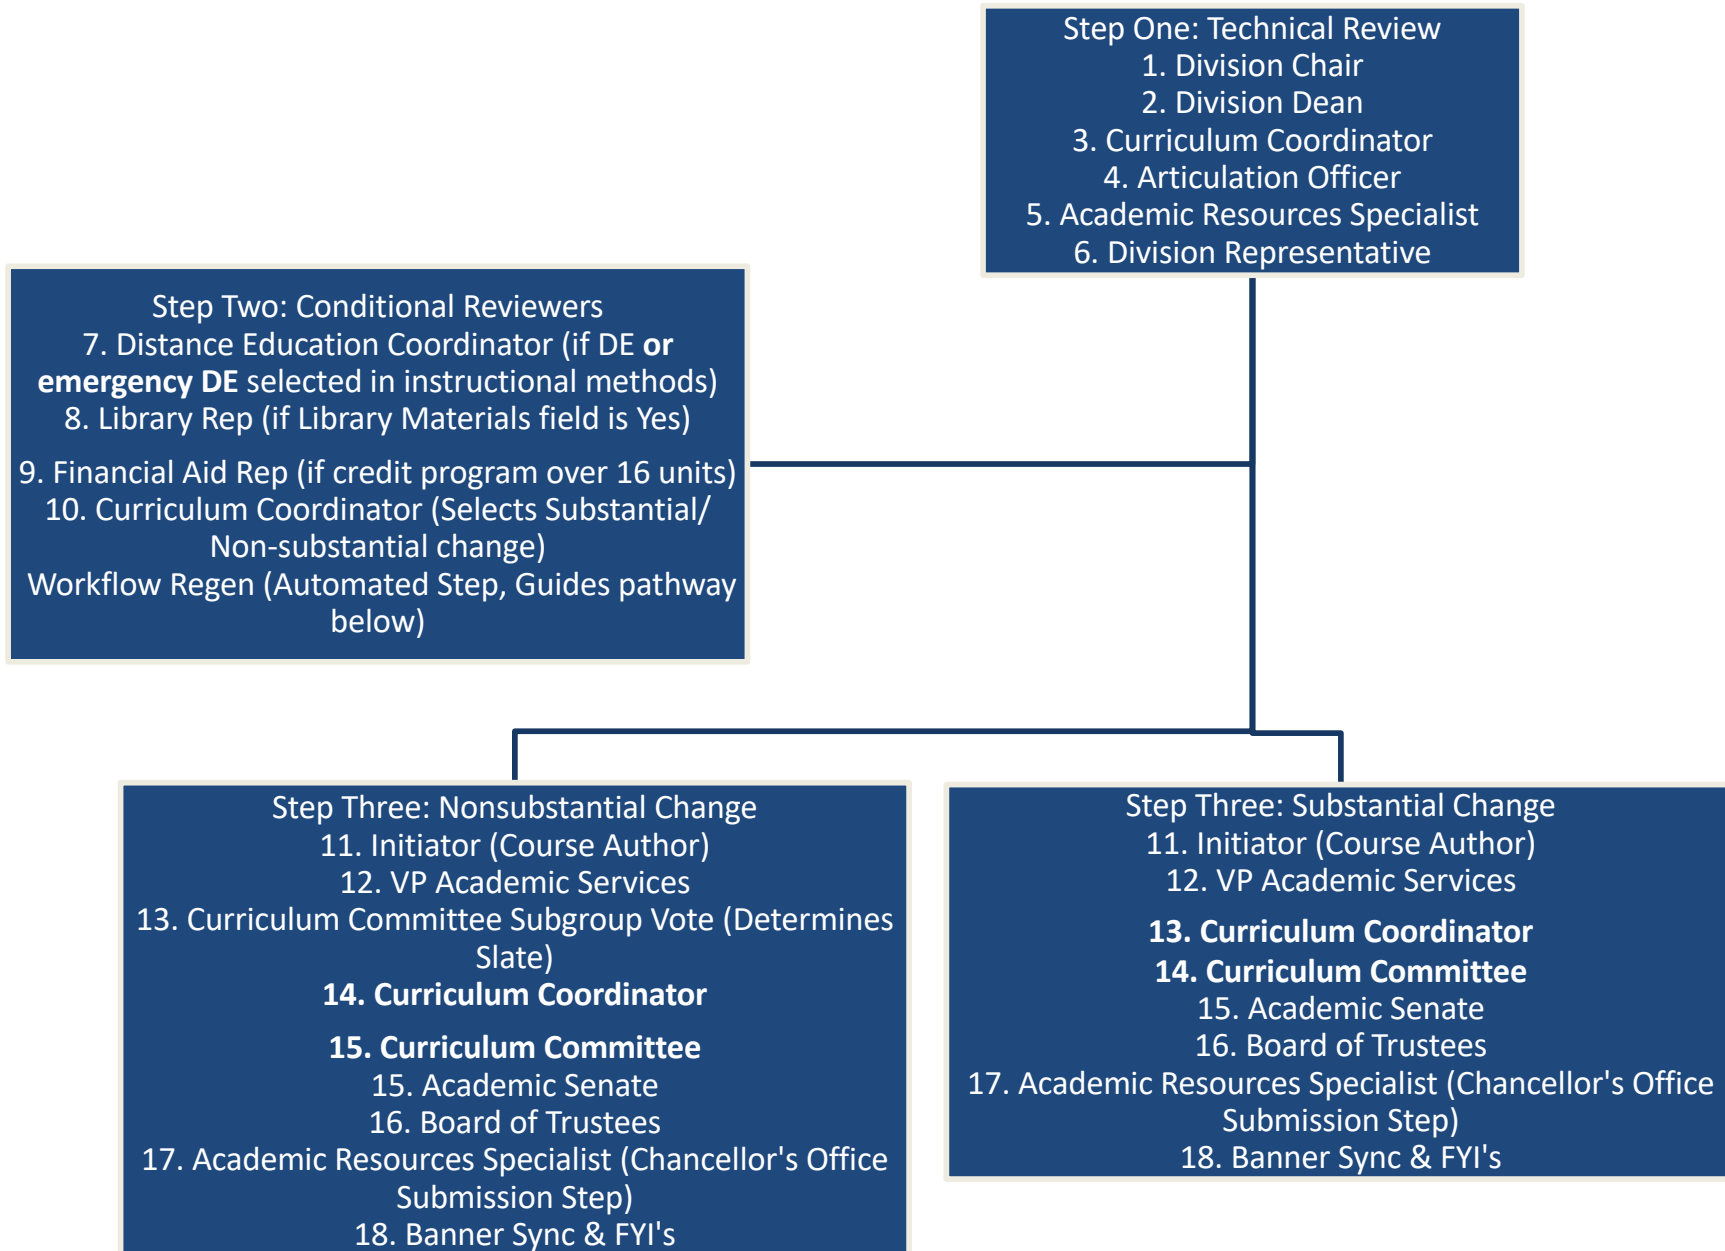 Step One: Technical Review
1. Division Chair
2. Division Dean
3. Curriculum Coordinator
4. Articulation Officer
5. Academic Resources Specialist
6. Division Representative
Step Two: Conditional Reviewers
7. Distance Education Coordinator (if DE or
emergency DE selected in instructional methods)
8. Library Rep (if Library Materials field is Yes)
9. Financial Aid Rep (if credit program over 16 units)
10. Curriculum Coordinator (Selects Substantial/
Non-substantial change)
Workflow Regen (Automated Step, Guides pathway
below)
Step Three: Nonsubstantial Change
11. Initiator (Course Author)
12. VP Academic Services
13. Curriculum Committee Subgroup Vote (Determines
Slate)
14. Curriculum Coordinator
15. Curriculum Committee
15. Academic Senate
16. Board of Trustees
17. Academic Resources Specialist (Chancellor's Office
Submission Step)
18. Banner Sync & FYI's
Step Three: Substantial Change
11. Initiator (Course Author)
12. VP Academic Services
13. Curriculum Coordinator
14. Curriculum Committee
15. Academic Senate
16. Board of Trustees
17. Academic Resources Specialist (Chancellor's Office
Submission Step)
18. Banner Sync & FYI's